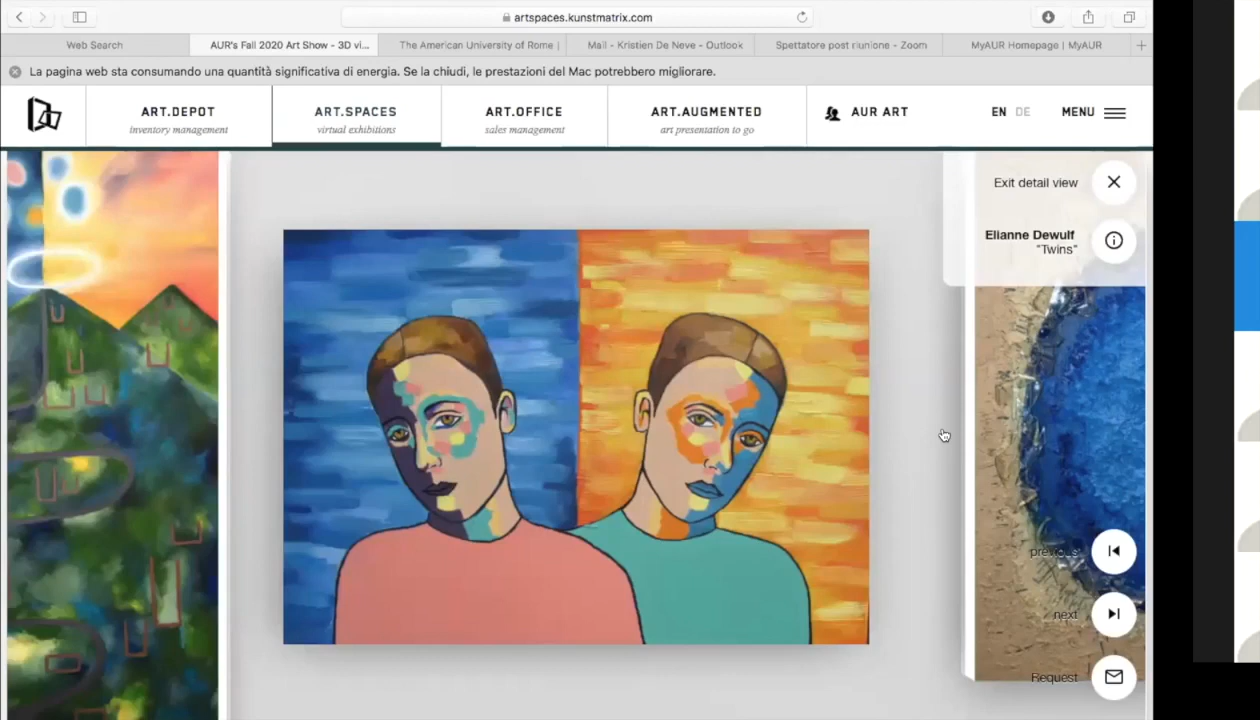 artspaces.kunstmatrix.com
Web Search
AUR's Fall 2020 Art Show - 3D vi...
The American University of Rome |
Mail - Kristien De Neve - Outlook
Spettatore post riunione - Zoom
MyAUR Homepage | MyAUR
La pagina web sta consumando una quantità significativa di energia. Se la chiudi, le prestazioni del Mac potrebbero migliorare.
ART.DEPOT
inventory management
ART.SPACES
virtual exhibitions
ART.OFFICE
sales management
ART.AUGMENTED
art presentation to go
AUR ART
EN DE
MENU
Exit detail view
Elianne Dewulf
"Twins"
previous
next
Request